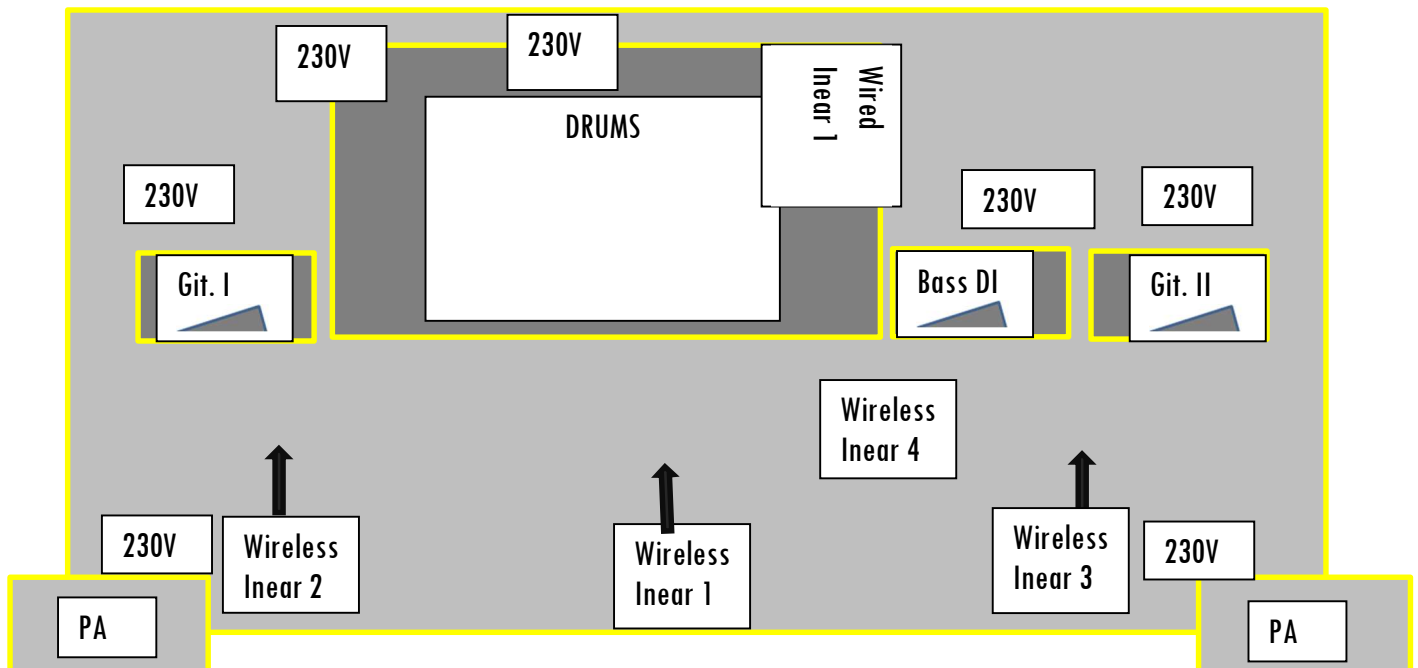 230V
230V
Wired
Inear 1
DRUMS
230V
230V
230V
Git. I
Bass DI
Git. II
Wireless
Inear 4
230V
Wireless
Inear 2
Wireless
Inear 1
Wireless
Inear 3
230V
PA
PA